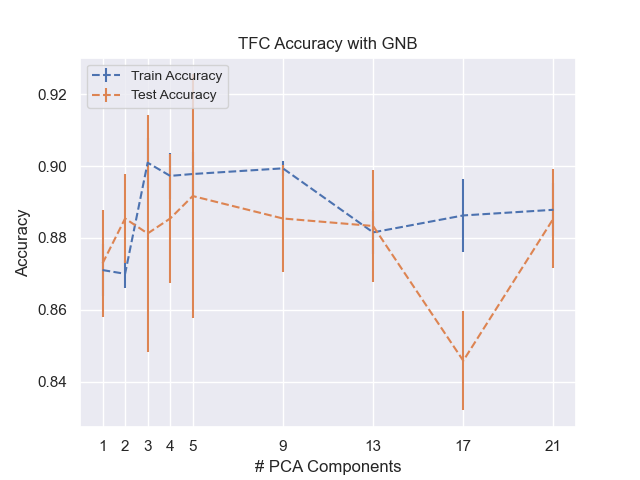 TFC Accuracy with GNB
Train Accuracy
Test Accuracy
0.92
0.90
0.88
0.86
0.84
Accuracy
1 2 3 4 5 9 13 17 21
# PCA Components